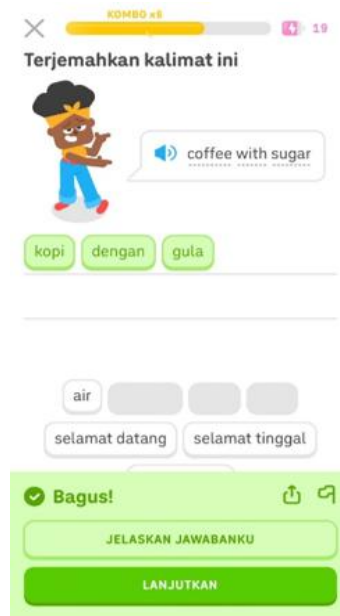 KOMBO x8
19
Terjemahkan kalimat ini
coffee with sugar
kopi dengan gula
air
selamat datang selamat tinggal
Bagus!
JELASKAN JAWABANKU
LANJUTKAN